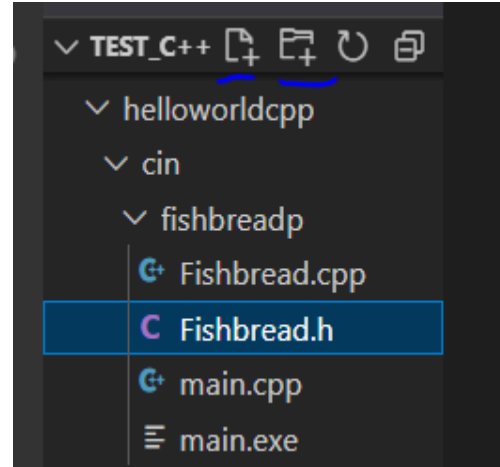 TEST_C++
helloworldcpp
cin
fishbreadp
Fishbread.cpp
C Fishbread.h
main.cpp
main.exe